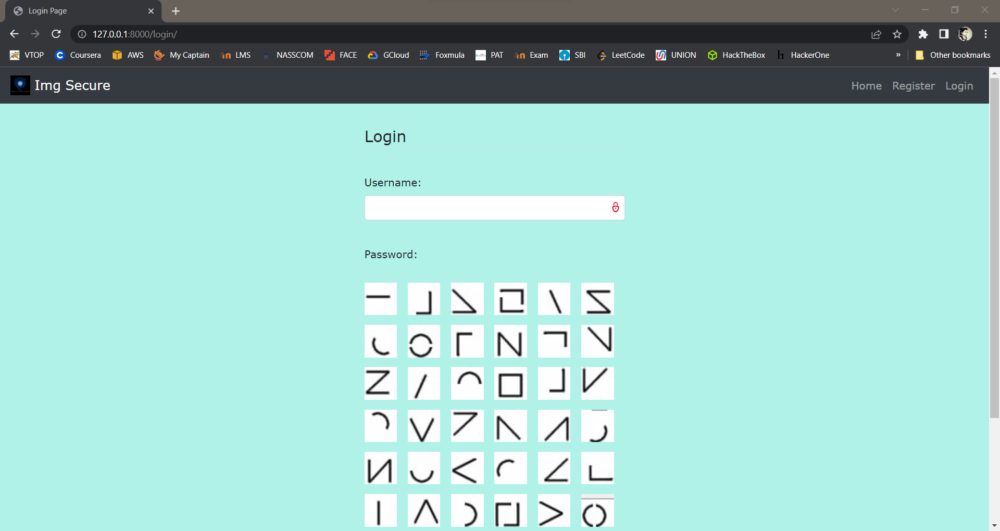 Login Page
127.0.0.1:8000/login/
VTOP Coursera AWS My Captain LMS NASSCOM FACE GCloud Foxmula PAT Exam SBI LeetCode UNION HackTheBox HackerOne » Other bookmarks
Img Secure Home Register Login
Login
Username:
Password: